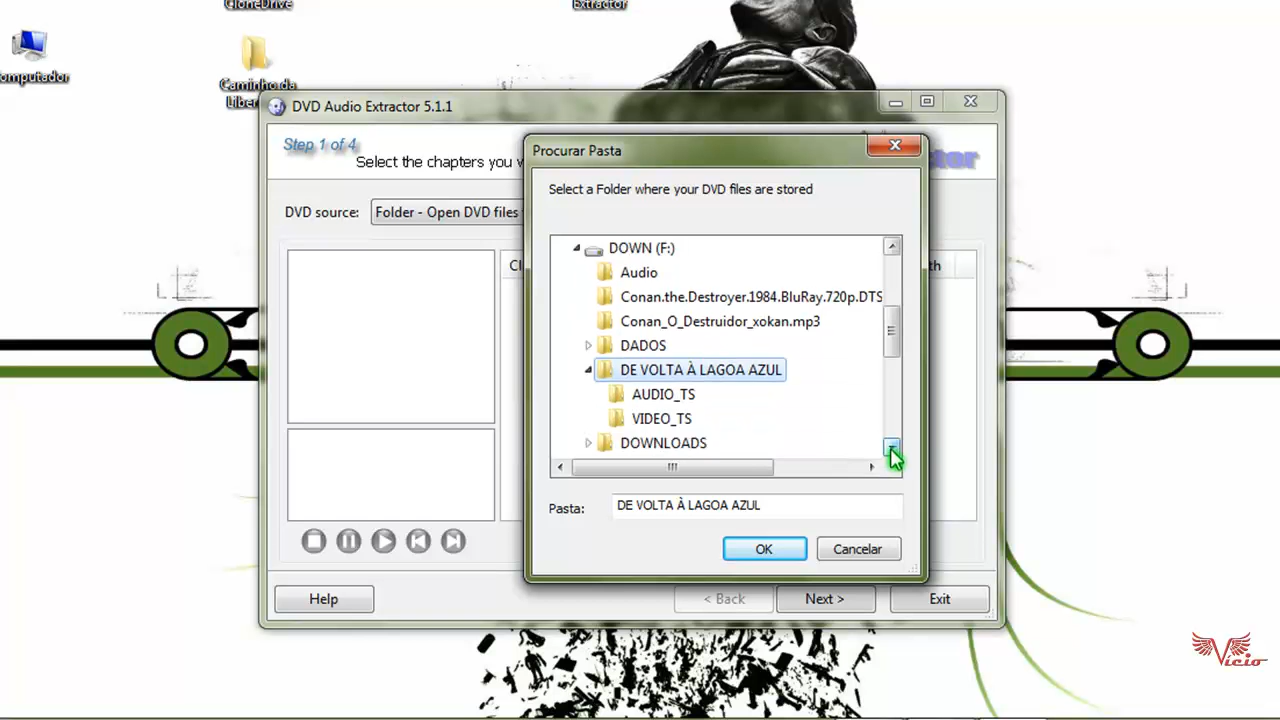 CloneDrive
Extractor
Computador
Caminho da
Liber
DVD Audio Extractor 5.1.1
Step 1 of 4
Select the chapters you w
tor
DVD source:
Folder - Open DVD files
Ch
th
Procurar Pasta
Select a Folder where your DVD files are stored
DOWN (F:)
Audio
Conan.the.Destroyer.1984.BluRay.720p.DTS
Conan_O_Destruidor_xokan.mp3
DADOS
DE VOLTA À LAGOA AZUL
AUDIO_TS
VIDEO_TS
DOWNLOADS
Pasta:
DE VOLTA À LAGOA AZUL
OK
Cancelar
Help
< Back
Next >
Exit
Vicio